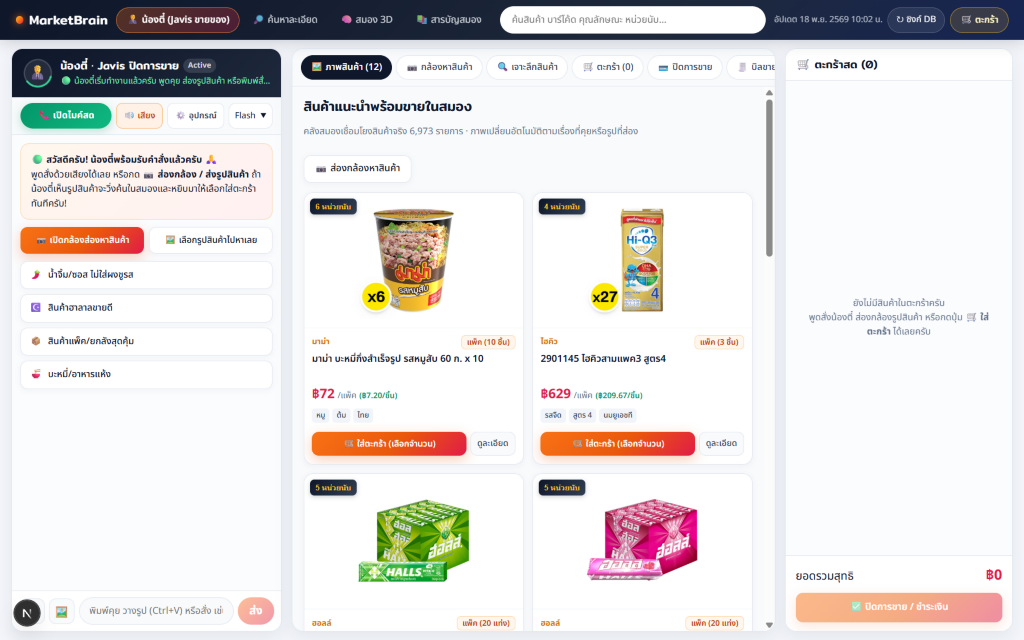 MarketBrain
น้องตี๋ (Javis ขายของ)
ค้นหาละเอียด
สมอง 3D
สารบัญสมอง
ค้นสินค้า บาร์โค้ด คุณลักษณะ หน่วยนับ...
อัปเดต 18 พ.ย. 2569 10:02 น.
↻ ซิงก์ DB
ตะกร้า
น้องตี๋ · Javis ปิดการขาย Active
น้องตี๋เริ่มทำงานแล้วครับ พูดคุย ส่องรูปสินค้า หรือพิมพ์สั่...
เปิดไมค์สด
เสียง
อุปกรณ์
Flash
สวัสดีครับ! น้องตี๋พร้อมรับคำสั่งแล้วครับ
พูดสั่งด้วยเสียงได้เลย หรือกด ส่องกล้อง / ส่งรูปสินค้า ถ้า
น้องตี๋เห็นรูปสินค้าจะวิ่งค้นในสมองและหยิบมาให้เลือกใส่ตะกร้า
ทันทีครับ!
เปิดกล้องส่องหาสินค้า
เลือกรูปสินค้าไปหาเลย
น้ำจิ้ม/ซอส ไม่ใส่ผงชูรส
สินค้าฮาลาลขายดี
สินค้าแพ็ค/ยกลังสุดคุ้ม
บะหมี่/อาหารแห้ง
N
พิมพ์คุย วางรูป (Ctrl+V) หรือสั่ง เช่
ส่ง
ภาพสินค้า (12)
กล้องหาสินค้า
เจาะลึกสินค้า
ตะกร้า (0)
ปิดการขาย
บิลขาย
สินค้าแนะนำพร้อมขายในสมอง
คลังสมองเชื่อมโยงสินค้าจริง 6,973 รายการ · ภาพเปลี่ยนอัตโนมัติตามเรื่องที่คุยหรือรูปที่ส่อง
ส่องกล้องหาสินค้า
6 หน่วยนับ
มาม่า
รสหมูสับ
x6
มาม่า
แพ็ค (10 ชิ้น)
มาม่า บะหมี่กึ่งสำเร็จรูป รสหมูสับ 60 ก. x 10
฿72 /แพ็ค (฿7.20/ชิ้น)
หมู
ต้ม
ไทย
ใส่ตะกร้า (เลือกจำนวน)
ดูละเอียด
4 หน่วยนับ
Hi-Q3
4
x27
ไฮคิว
แพ็ค (3 ชิ้น)
2901145 ไฮคิวสามแพค3 สูตร4
฿629 /แพ็ค (฿209.67/ชิ้น)
รสจืด
สูตร 4
นมยูเอชที
ใส่ตะกร้า (เลือกจำนวน)
ดูละเอียด
5 หน่วยนับ
ฮอลส์
HALLS
ฮอลล์
แพ็ค (20 แท่ง)
5 หน่วยนับ
ฮอลส์
ฮอลล์
แพ็ค (20 แท่ง)
ตะกร้าสด (0)
ยังไม่มีสินค้าในตะกร้าครับ
พูดสั่งน้องตี๋ ส่องกล้องรูปสินค้า หรือกดปุ่ม ใส่
ตะกร้า ได้เลยครับ
ยอดรวมสุทธิ
฿0
ปิดการขาย / ชำระเงิน